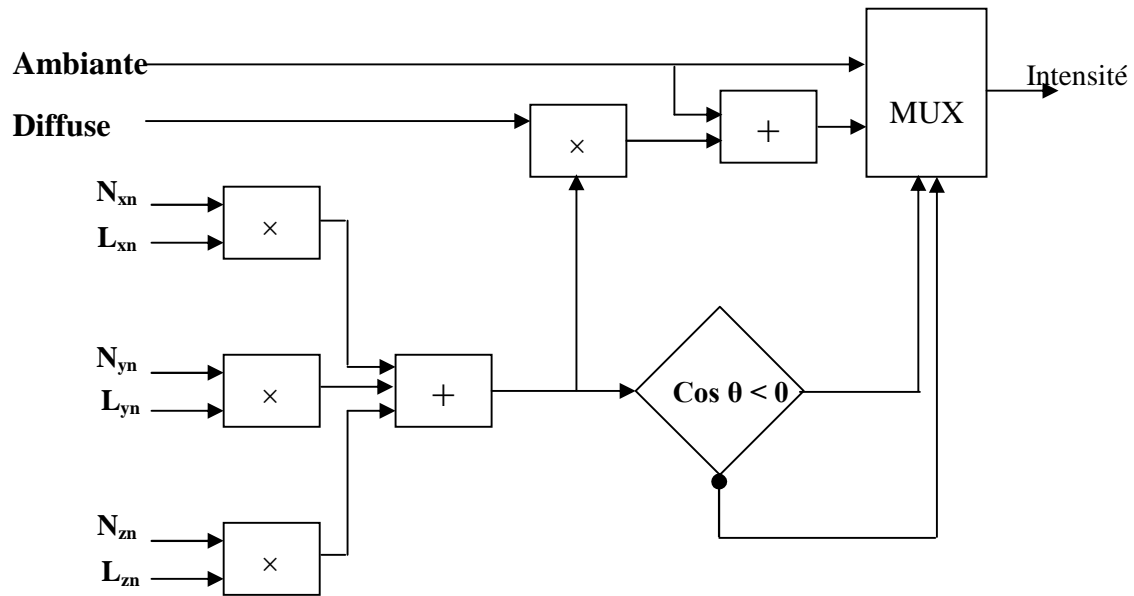 Ambiante
Intensité
MUX
Diffuse
+
×
Nxn
Lxn
×
Nyn
Lyn
×
+
Cos θ < 0
Nzn
Lzn
×